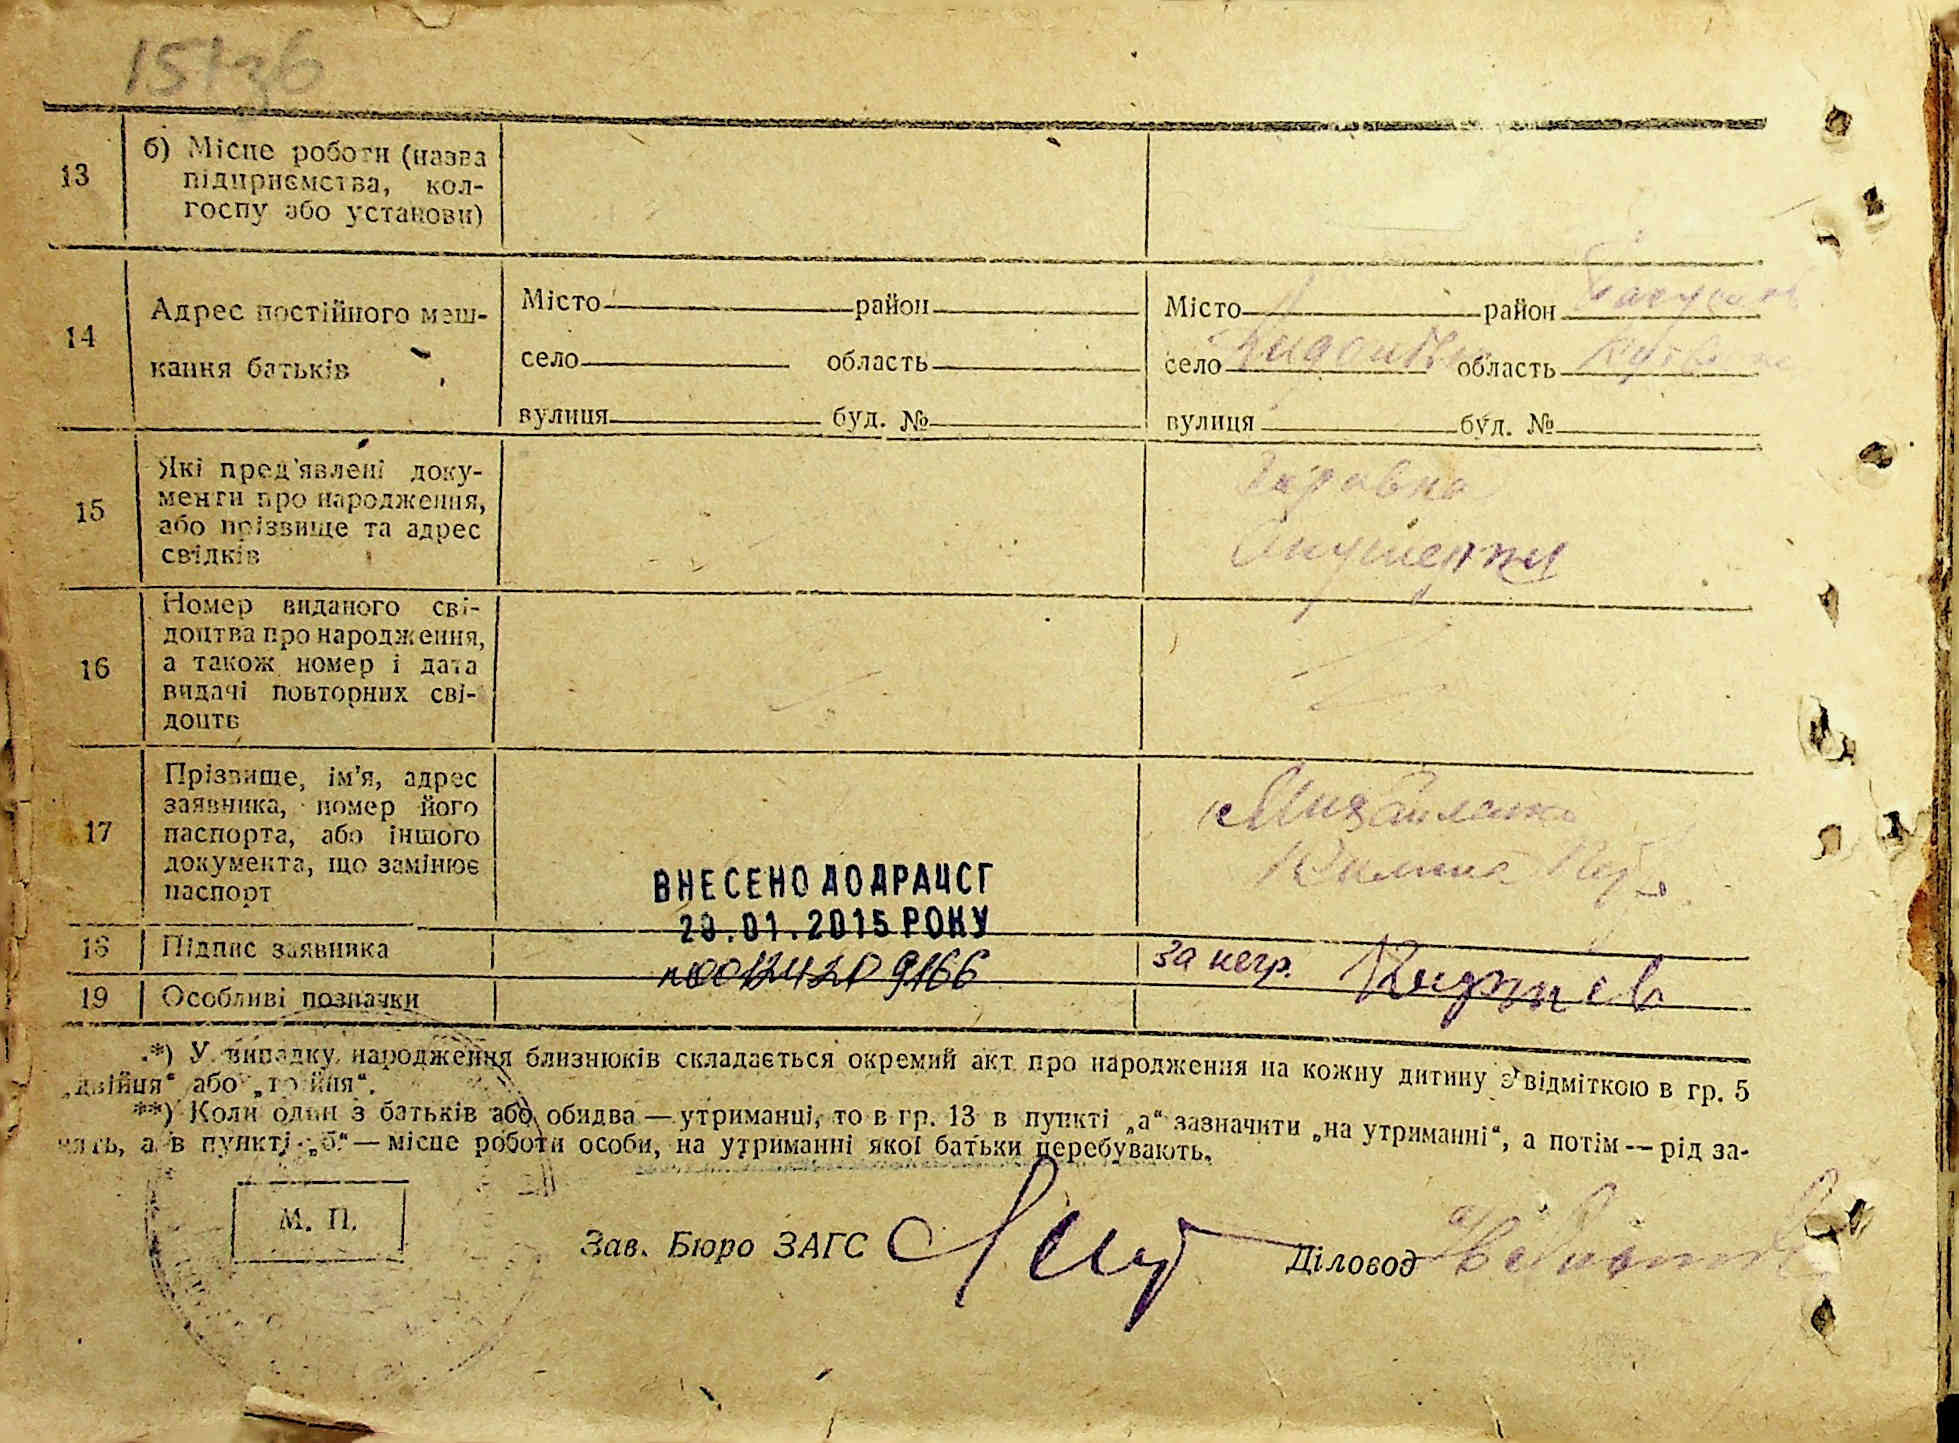 13
б) Місце роботи (назва
підприємства, кол-
госпу або установи)
14
Адрес постійного меш-
кання батьків
Місто район
село область
вулиця буд. №
Місто район
село область
вулиця буд. №
15
Які пред'явлені доку-
менти про народження,
або прізвище та адрес
свідків
16
Номер виданого сві-
доцтва про народження,
а також номер і дата
видачі повторних сві-
доцтв
17
Прізвище, ім'я, адрес
заявника, номер його
паспорта, або іншого
документа, що замінює
паспорт
ВНЕСЕНО ДО ДРАЦСГ
.01.2015 РОКУ
18
Підпис заявника
за негр.
19
Особливі позначки
*) У випадку народження близнюків складається окремий акт про народження на кожну дитину з відміткою в гр. 5
„двійня“ або „трійня“.
**) Коли один з батьків або обидва — утриманці, то в гр. 13 в пункті „а“ зазначити „на утриманні“, а потім — рід за-
нять, а в пункті „б“ — місце роботи особи, на утриманні якої батьки перебувають.
М. П.
Зав. Бюро ЗАГС
Діловод